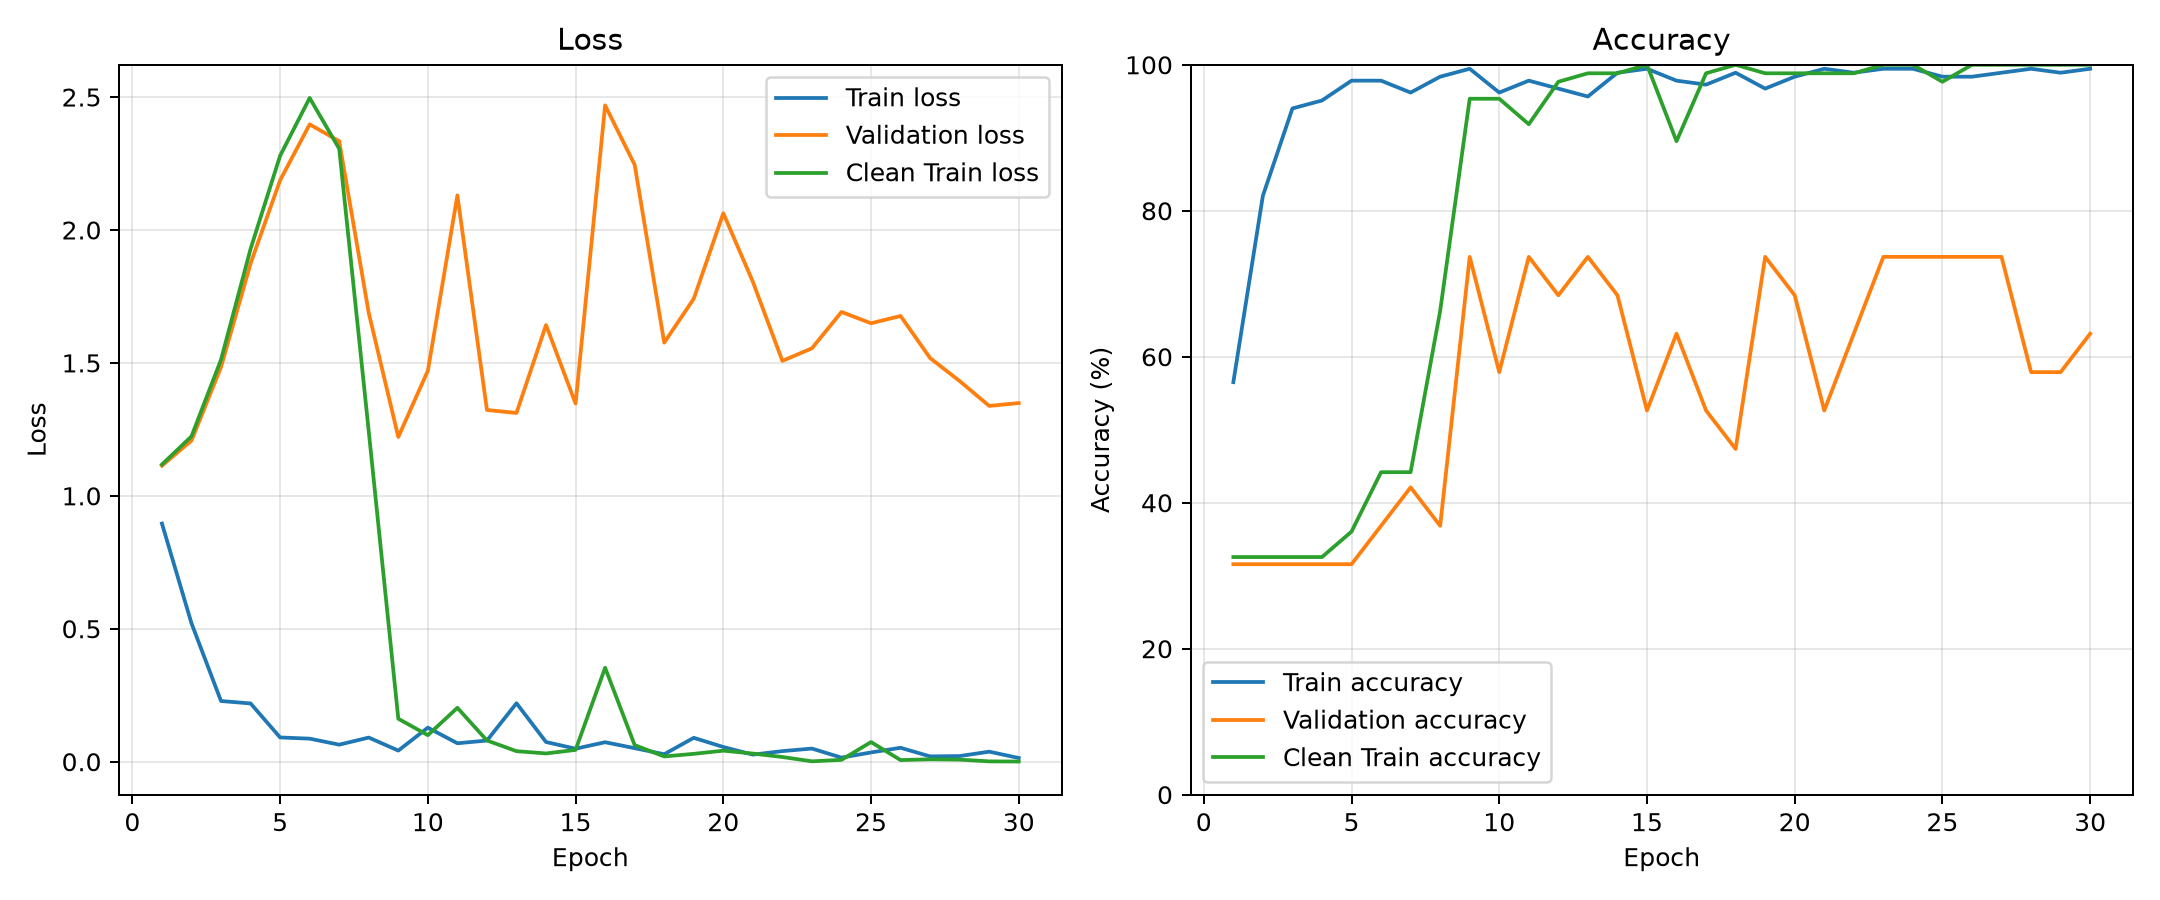 Loss
2.5
2.0
1.5
1.0
0.5
0.0
Loss
0 5 10 15 20 25 30
Epoch
Train loss
Validation loss
Clean Train loss
Accuracy
100
80
60
40
20
0
Accuracy (%)
0 5 10 15 20 25 30
Epoch
Train accuracy
Validation accuracy
Clean Train accuracy